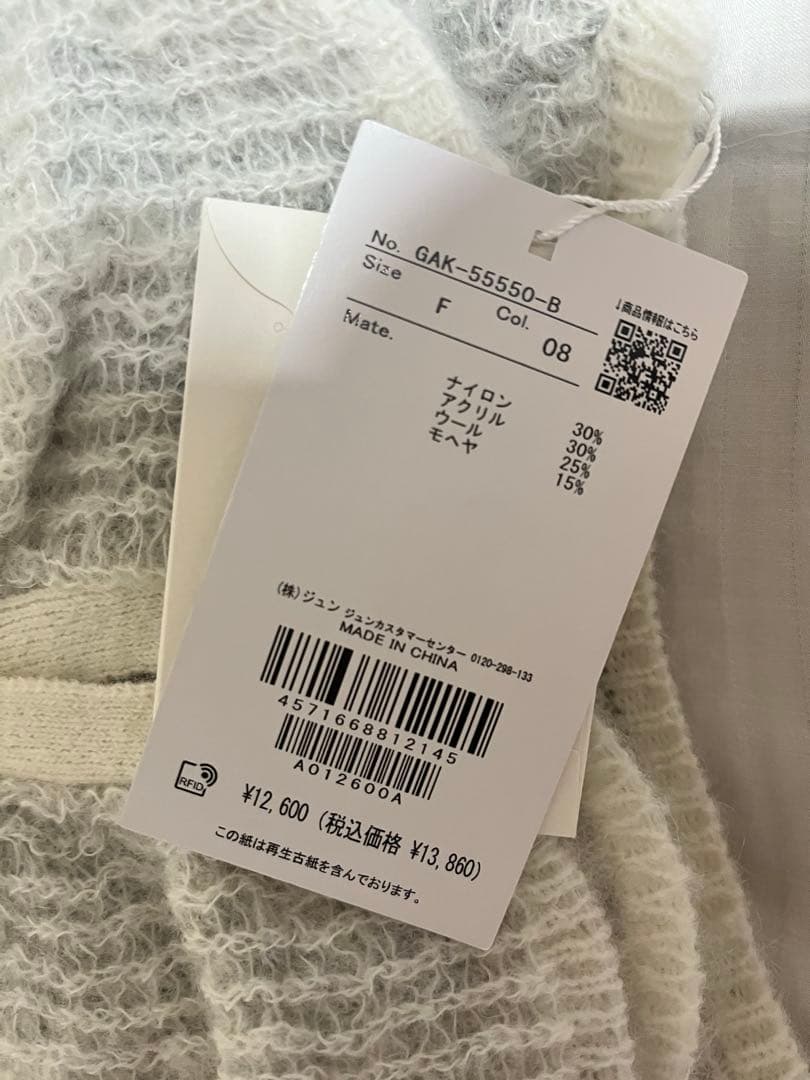 No. GAK-55550-B
Size F Col. 08
↓商品情報はこちら
Mate.
ナイロン 30%
アクリル 30%
ウール 25%
モヘヤ 15%
(株)ジュン ジュンカスタマーセンター 0120-298-133
MADE IN CHINA
4571668812145
A012600A
RFID
¥12,600 (税込価格 ¥13,860)
この紙は再生古紙を含んでおります。